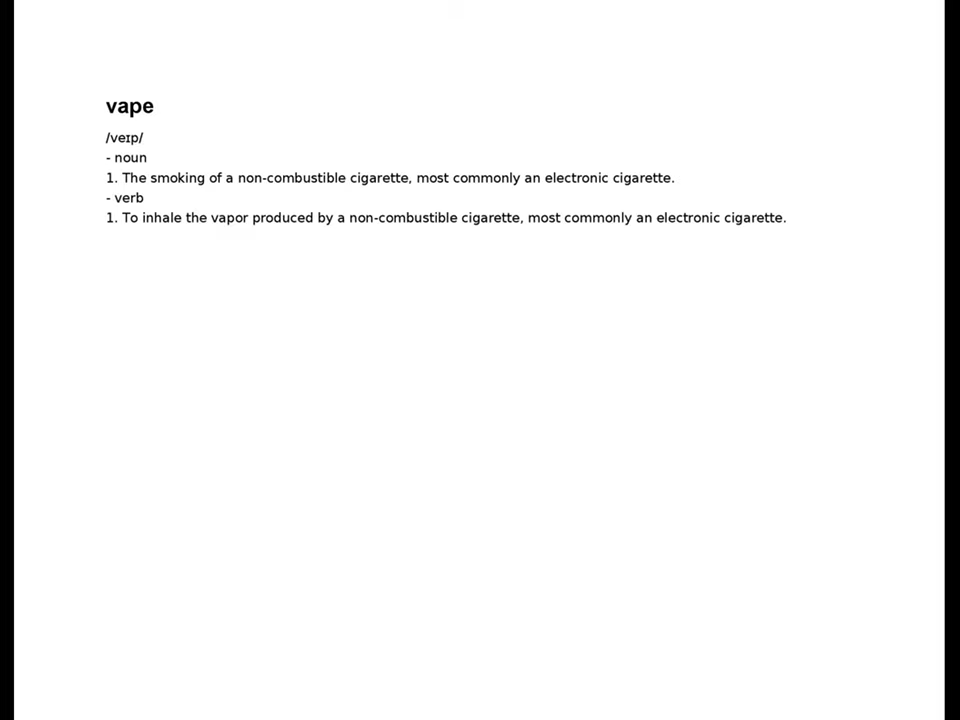 vape
/veɪp/
- noun
1. The smoking of a non-combustible cigarette, most commonly an electronic cigarette.
- verb
1. To inhale the vapor produced by a non-combustible cigarette, most commonly an electronic cigarette.